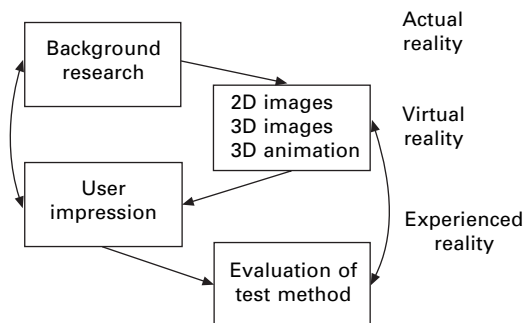 Actual
reality
Background
research
2D images
3D images
3D animation
Virtual
reality
User
impression
Experienced
reality
Evaluation of
test method